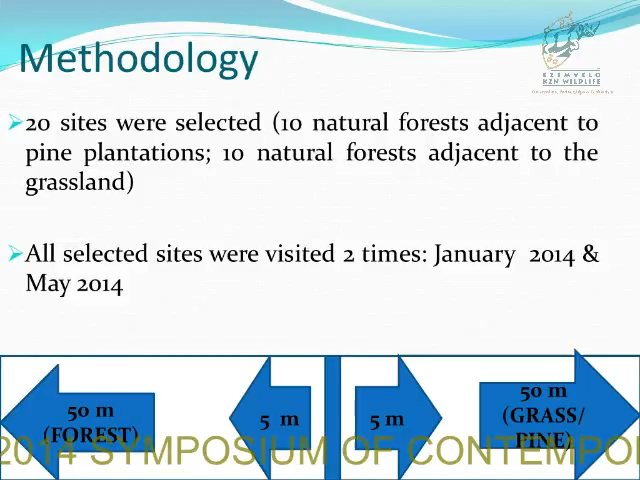 Methodology
EZEMVELO
KZN WILDLIFE
20 sites were selected (10 natural forests adjacent to
pine plantations; 10 natural forests adjacent to the
grassland)
All selected sites were visited 2 times: January 2014 &
May 2014
50 m
(FOREST)
5 m
5 m
50 m
(GRASS/
PINE)
2014 SYMPOSIUM OF CONTEMPO